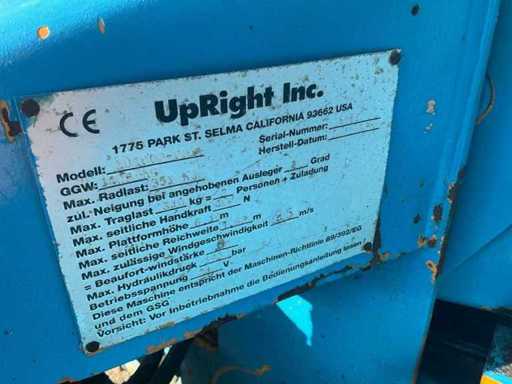 CE
UpRight Inc.
1775 PARK ST. SELMA CALIFORNIA 93662 USA
Modell: Serial-Nummer:
GGW: Herstell-Datum:
Max. Radlast:
zul. Neigung bei angehobenen Ausleger Grad
Max. Traglast kg = Personen + Zuladung
Max. seitliche Handkraft N
Max. Plattformhöhe m
Max. seitliche Reichweite m
Max. zulässige Windgeschwindigkeit m/s
= Beaufort-windstärke
Max. Hydraulikdruck bar
Betriebsspannung V.
Diese Maschine entspricht der Maschinen-Richtlinie 89/392/EG
und dem GSG
Vorsicht: Vor Inbetriebnahme die Bedienungsanleitung lesen